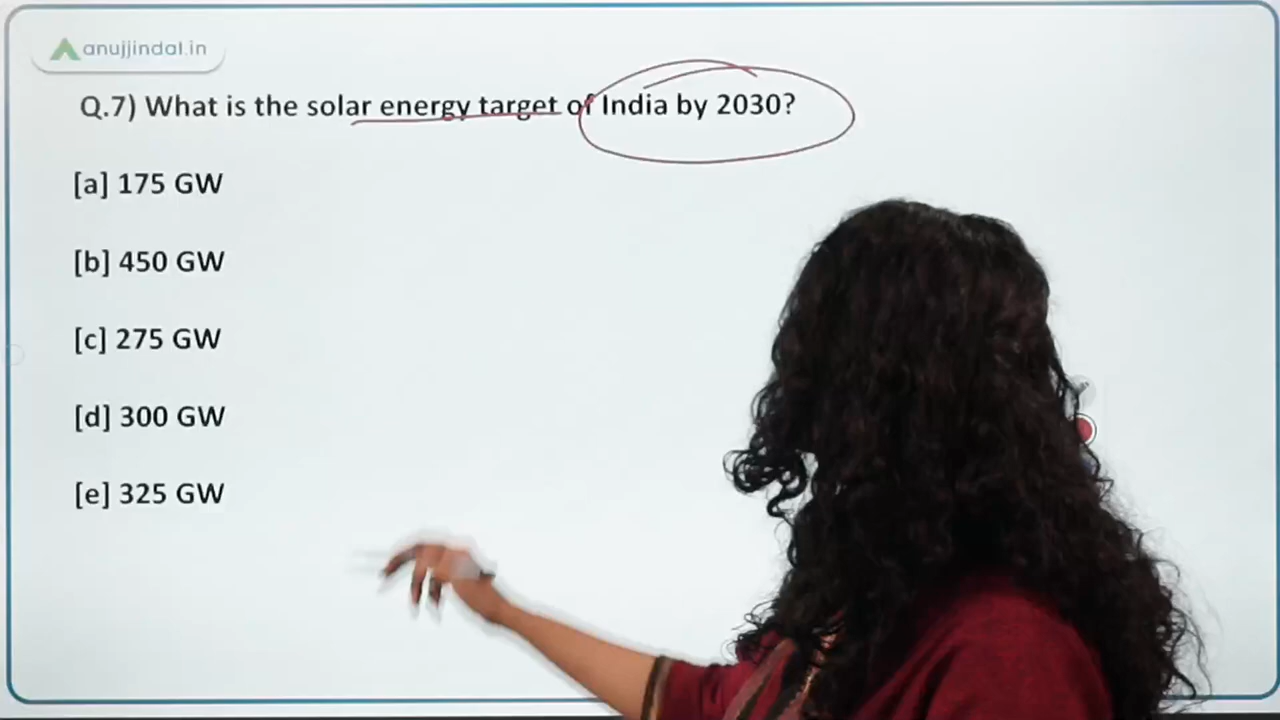 anujjindal.in
Q.7) What is the solar energy target of India by 2030?
[a] 175 GW
[b] 450 GW
[c] 275 GW
[d] 300 GW
[e] 325 GW